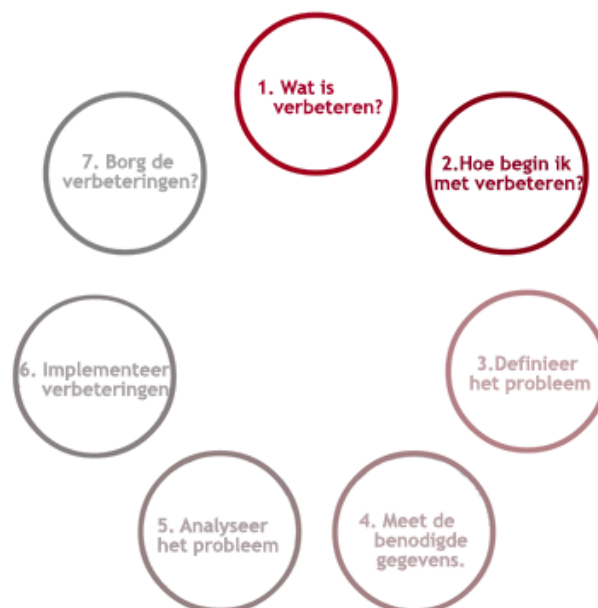 1. Wat is
verbeteren?
2.Hoe begin ik
met verbeteren?
3.Definieer
het probleem
4. Meet de
benodigde
gegevens.
5. Analyseer
het probleem
6. Implementeer
verbeteringen
7. Borg de
verbeteringen?